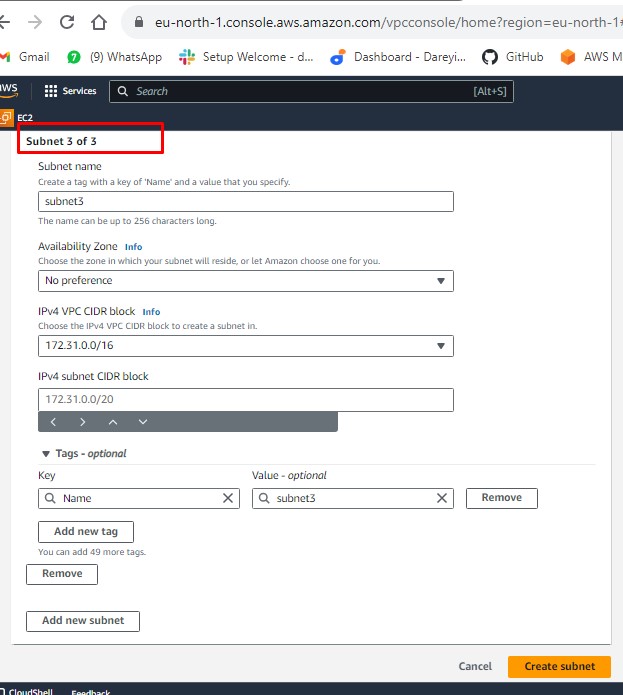 eu-north-1.console.aws.amazon.com/vpcconsole/home?region=eu-north-1#
Gmail (9) WhatsApp Setup Welcome - d... Dashboard - Dareyi... GitHub AWS M
aws Services Search [Alt+S]
EC2
Subnet 3 of 3
Subnet name
Create a tag with a key of 'Name' and a value that you specify.
subnet3
The name can be up to 256 characters long.
Availability Zone Info
Choose the zone in which your subnet will reside, or let Amazon choose one for you.
No preference
IPv4 VPC CIDR block Info
Choose the IPv4 VPC CIDR block to create a subnet in.
172.31.0.0/16
IPv4 subnet CIDR block
172.31.0.0/20
Tags - optional
Key Value - optional
Name subnet3 Remove
Add new tag
You can add 49 more tags.
Remove
Add new subnet
Cancel Create subnet
CloudShell Feedback